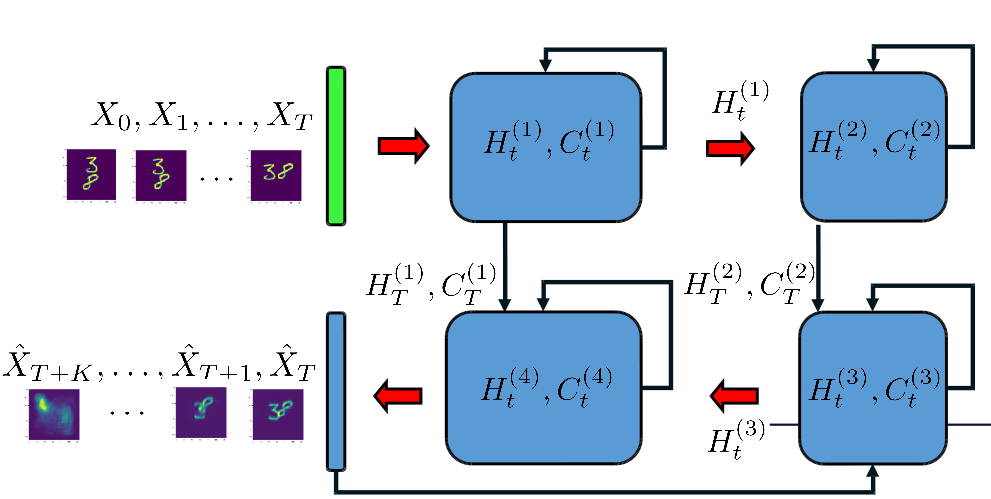 $X_0, X_1, \ldots, X_T$
$\ldots$
$H_t^{(1)}, C_t^{(1)}$
$H_t^{(1)}$
$H_t^{(2)}, C_t^{(2)}$
$H_T^{(1)}, C_T^{(1)}$
$H_T^{(2)}, C_T^{(2)}$
$\hat{X}_{T+K}, \ldots, \hat{X}_{T+1}, \hat{X}_T$
$\ldots$
$H_t^{(4)}, C_t^{(4)}$
$H_t^{(3)}$
$H_t^{(3)}, C_t^{(3)}$